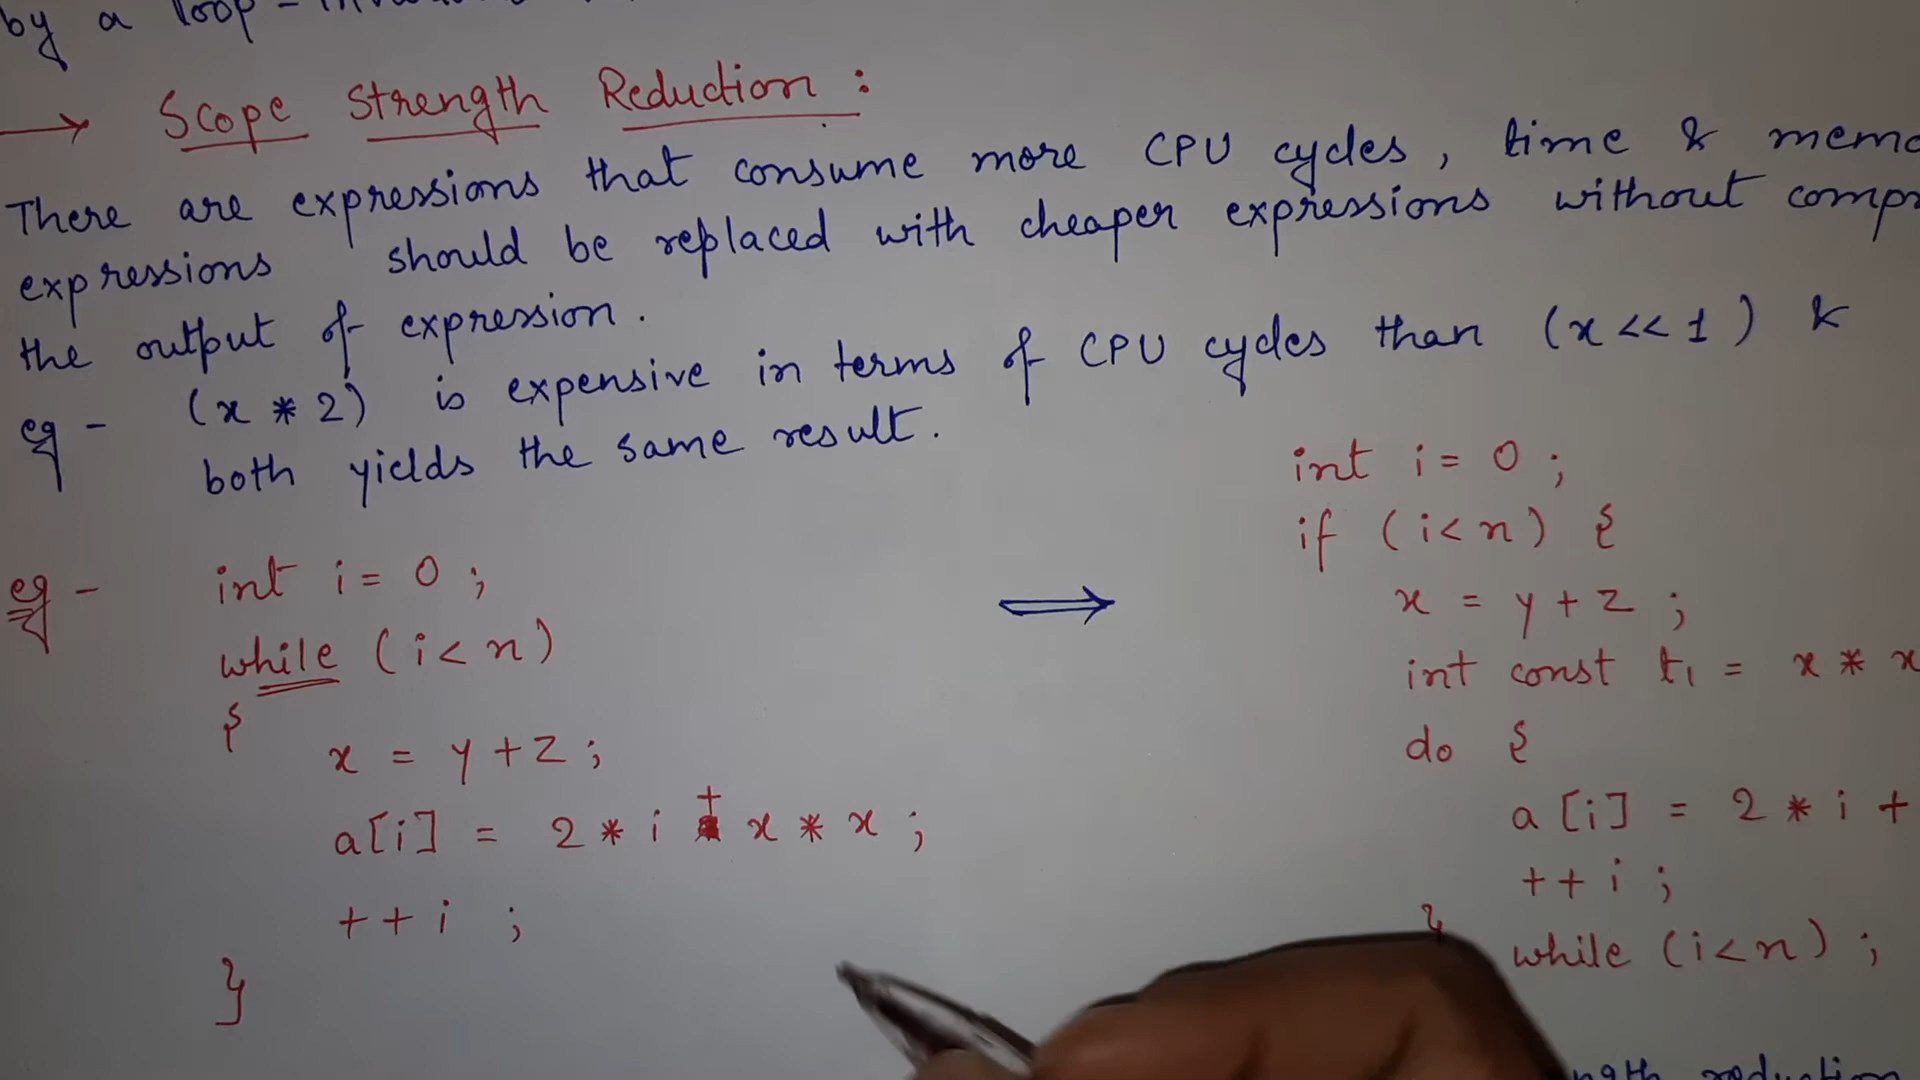 by a loop-
→ Scope Strength Reduction :
There are expressions that consume more CPU cycles, time & memo
expressions should be replaced with cheaper expressions without comp
the output of expression.
eg - (x * 2) is expensive in terms of CPU cycles than (x << 1) &
both yields the same result.
eg - int i = 0 ;
while (i < n)
{
x = y + z ;
a[i] = 2 * i + x * x ;
++i ;
}
⟹
int i = 0 ;
if (i < n) {
x = y + z ;
int const t1 = x * x
do {
a[i] = 2 * i +
++i ;
}
while (i < n) ;
reduction